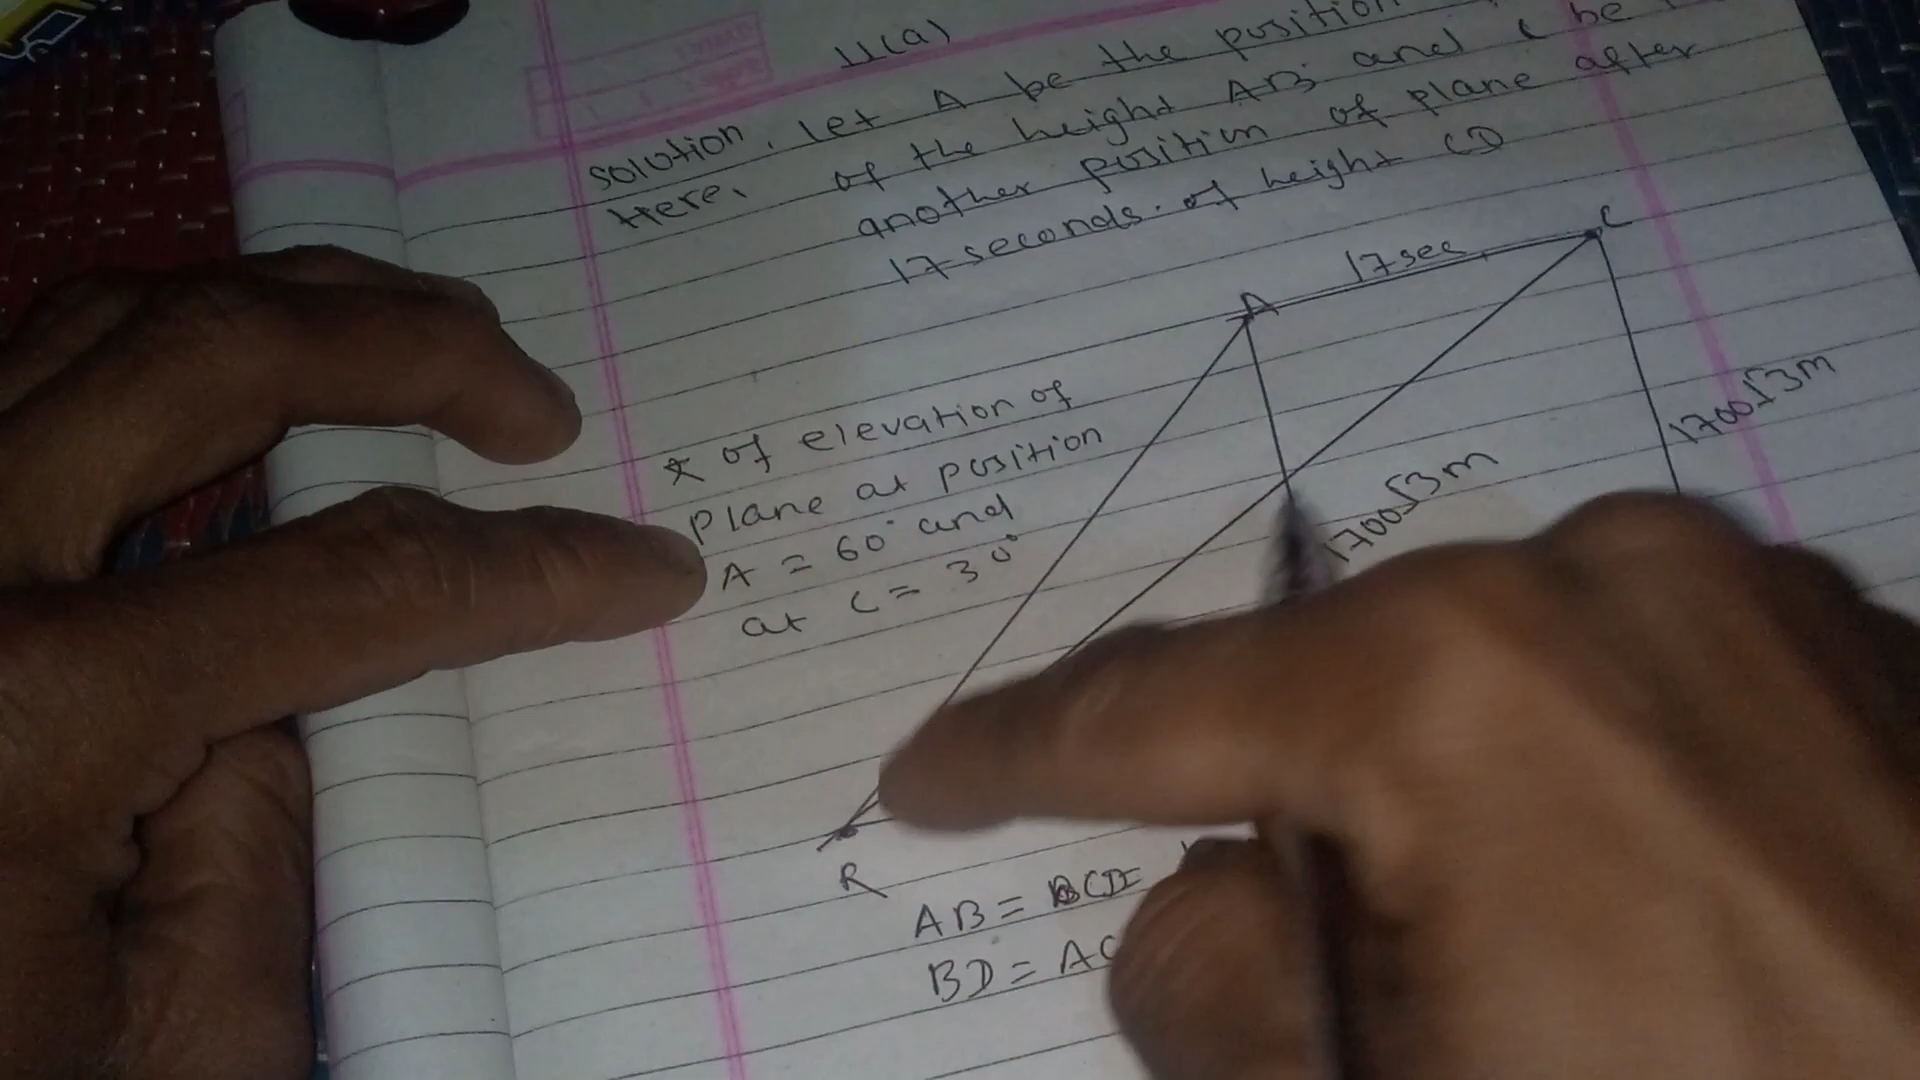 11(a)
Solution.
Here, Let A be the position
of the height AB and C be
another position of plane after
17 seconds. of height CD
C
17 sec
A
1700√3m
∡ of elevation of
plane at position
A = 60° and
at C = 30°
1700√3m
R
AB = CD =
BD = AC